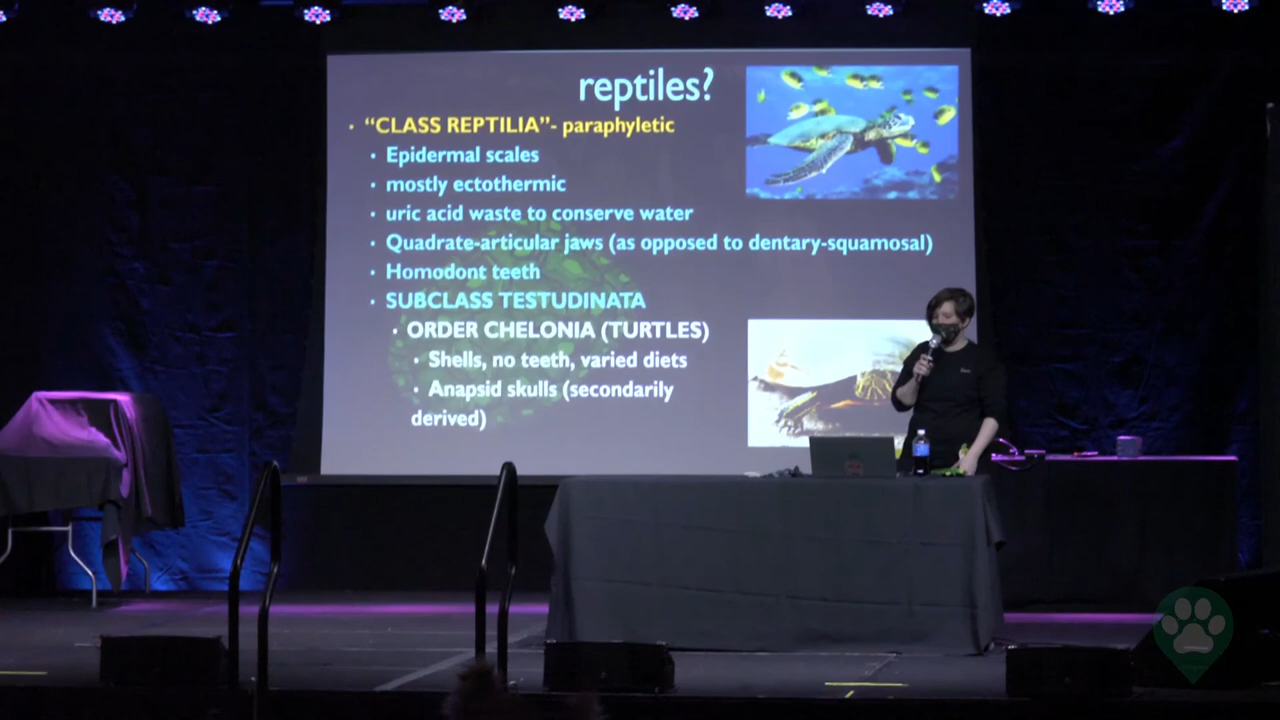 reptiles?
• “CLASS REPTILIA”- paraphyletic
• Epidermal scales
• mostly ectothermic
• uric acid waste to conserve water
• Quadrate-articular jaws (as opposed to dentary-squamosal)
• Homodont teeth
• SUBCLASS TESTUDINATA
• ORDER CHELONIA (TURTLES)
• Shells, no teeth, varied diets
• Anapsid skulls (secondarily
derived)